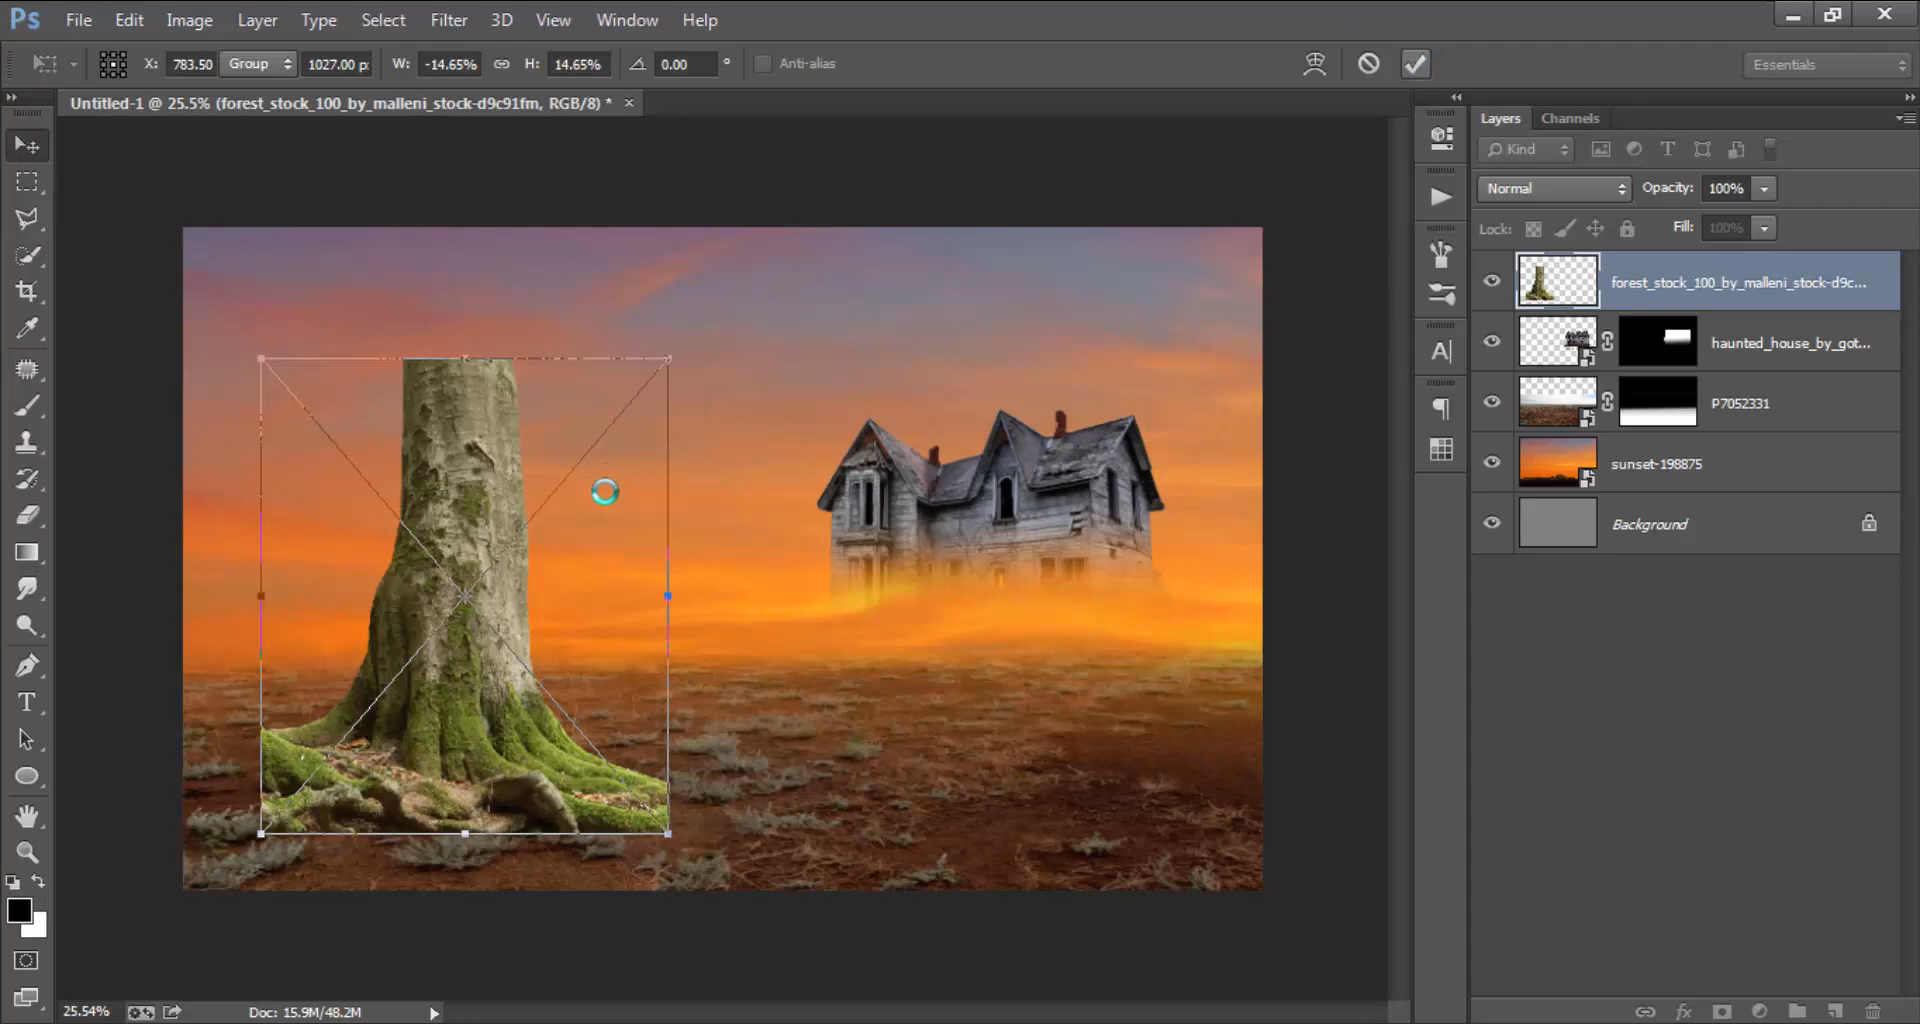 Ps File Edit Image Layer Type Select Filter 3D View Window Help
X: 783.50 Group 1027.00 p: W: -14.65% H: 14.65% 0.00 ° Anti-alias Essentials
Untitled-1 @ 25.5% (forest_stock_100_by_malleni_stock-d9c91fm, RGB/8) * ×
Layers Channels
Kind
Normal Opacity: 100%
Lock: Fill: 100%
forest_stock_100_by_malleni_stock-d9c...
haunted_house_by_got...
P7052331
sunset-198875
Background
25.54% Doc: 15.9M/48.2M